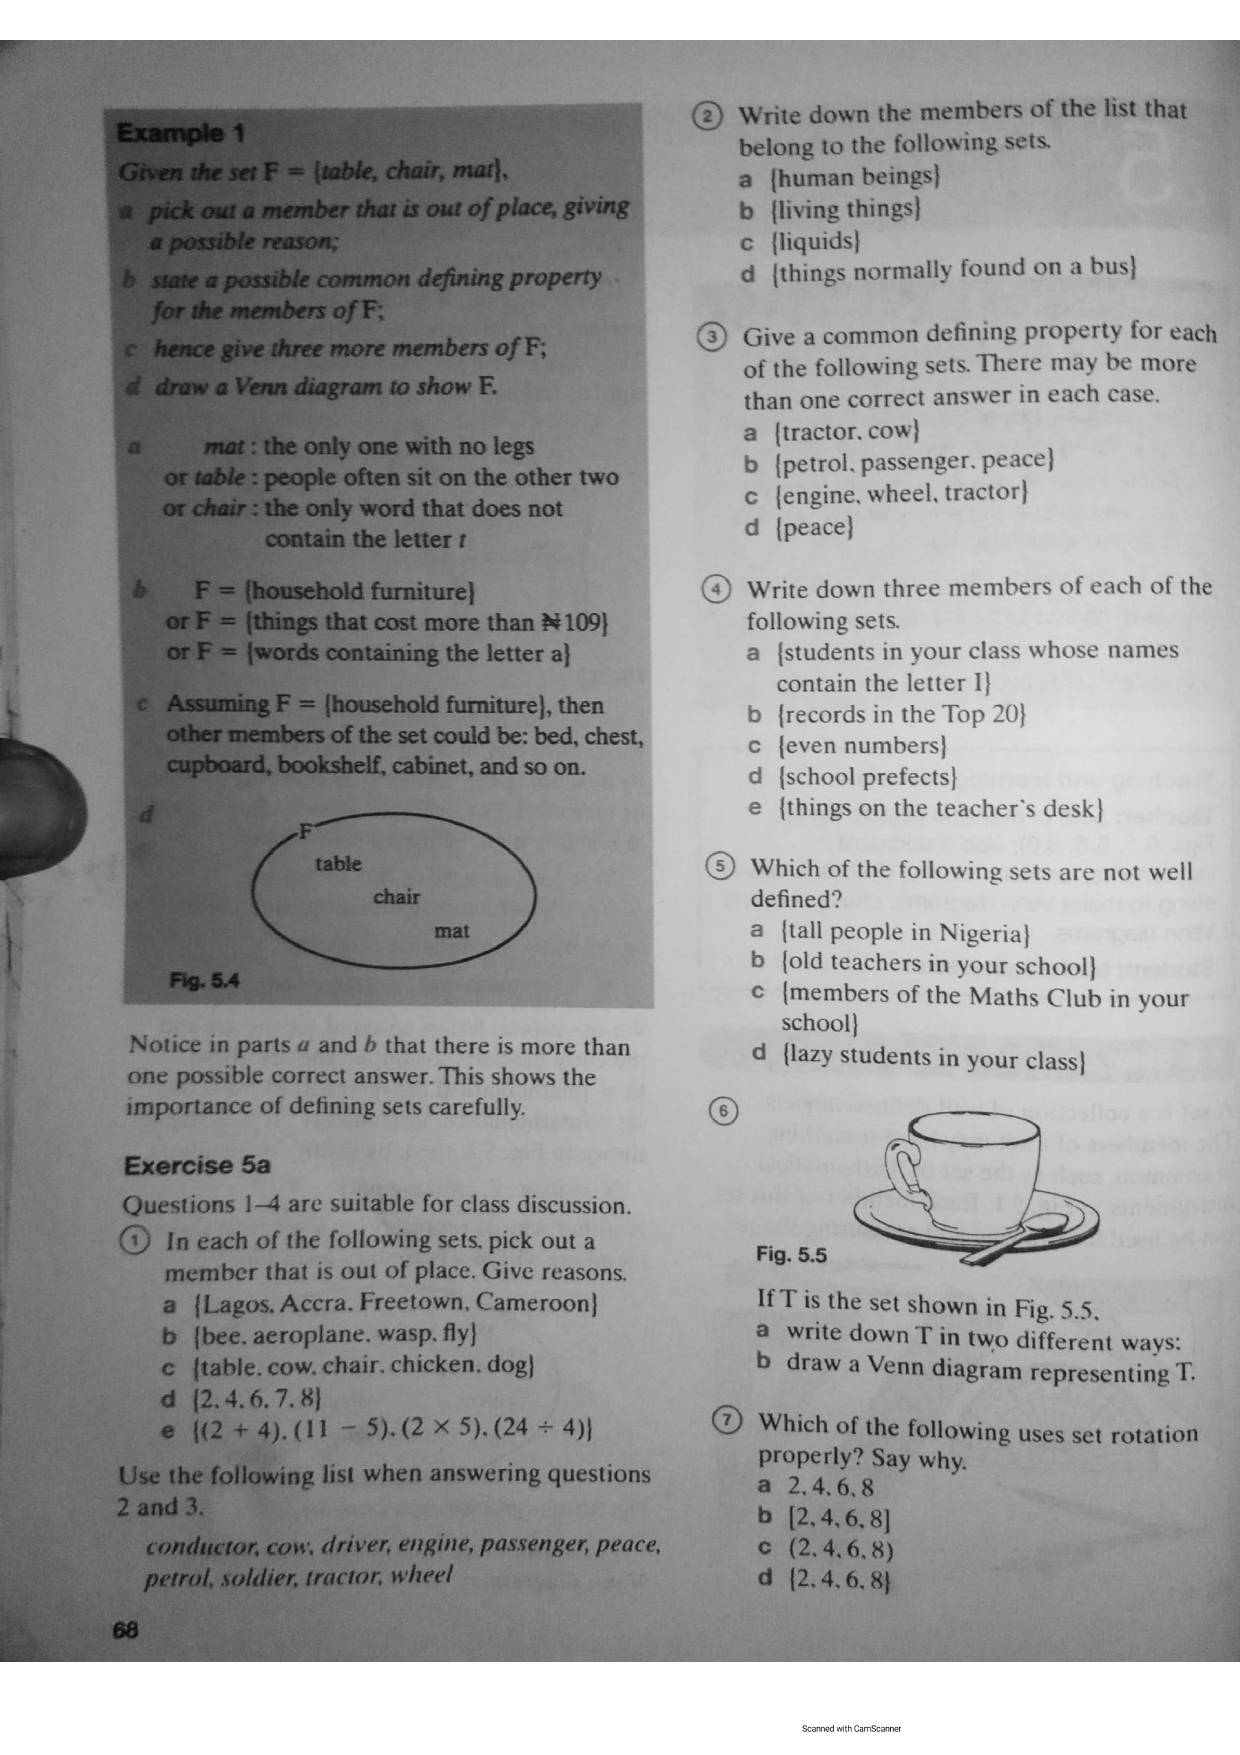 Example 1
Given the set F = {table, chair, mat},
a pick out a member that is out of place, giving
a possible reason;
b state a possible common defining property
for the members of F;
c hence give three more members of F;
d draw a Venn diagram to show F.
a mat : the only one with no legs
or table : people often sit on the other two
or chair : the only word that does not
contain the letter t
b F = {household furniture}
or F = {things that cost more than ₦109}
or F = {words containing the letter a}
c Assuming F = {household furniture}, then
other members of the set could be: bed, chest,
cupboard, bookshelf, cabinet, and so on.
d
F
table
chair
mat
Fig. 5.4
Notice in parts a and b that there is more than
one possible correct answer. This shows the
importance of defining sets carefully.
Exercise 5a
Questions 1–4 are suitable for class discussion.
1 In each of the following sets, pick out a
member that is out of place. Give reasons.
a {Lagos, Accra, Freetown, Cameroon}
b {bee, aeroplane, wasp, fly}
c {table, cow, chair, chicken, dog}
d {2, 4, 6, 7, 8}
e {(2 + 4), (11 − 5), (2 × 5), (24 ÷ 4)}
Use the following list when answering questions
2 and 3.
conductor, cow, driver, engine, passenger, peace,
petrol, soldier, tractor, wheel
68
2 Write down the members of the list that
belong to the following sets.
a {human beings}
b {living things}
c {liquids}
d {things normally found on a bus}
3 Give a common defining property for each
of the following sets. There may be more
than one correct answer in each case.
a {tractor, cow}
b {petrol, passenger, peace}
c {engine, wheel, tractor}
d {peace}
4 Write down three members of each of the
following sets.
a {students in your class whose names
contain the letter I}
b {records in the Top 20}
c {even numbers}
d {school prefects}
e {things on the teacher's desk}
5 Which of the following sets are not well
defined?
a {tall people in Nigeria}
b {old teachers in your school}
c {members of the Maths Club in your
school}
d {lazy students in your class}
6
Fig. 5.5
If T is the set shown in Fig. 5.5,
a write down T in two different ways:
b draw a Venn diagram representing T.
7 Which of the following uses set rotation
properly? Say why.
a 2, 4, 6, 8
b [2, 4, 6, 8]
c (2, 4, 6, 8)
d {2, 4, 6, 8}
Scanned with CamScanner